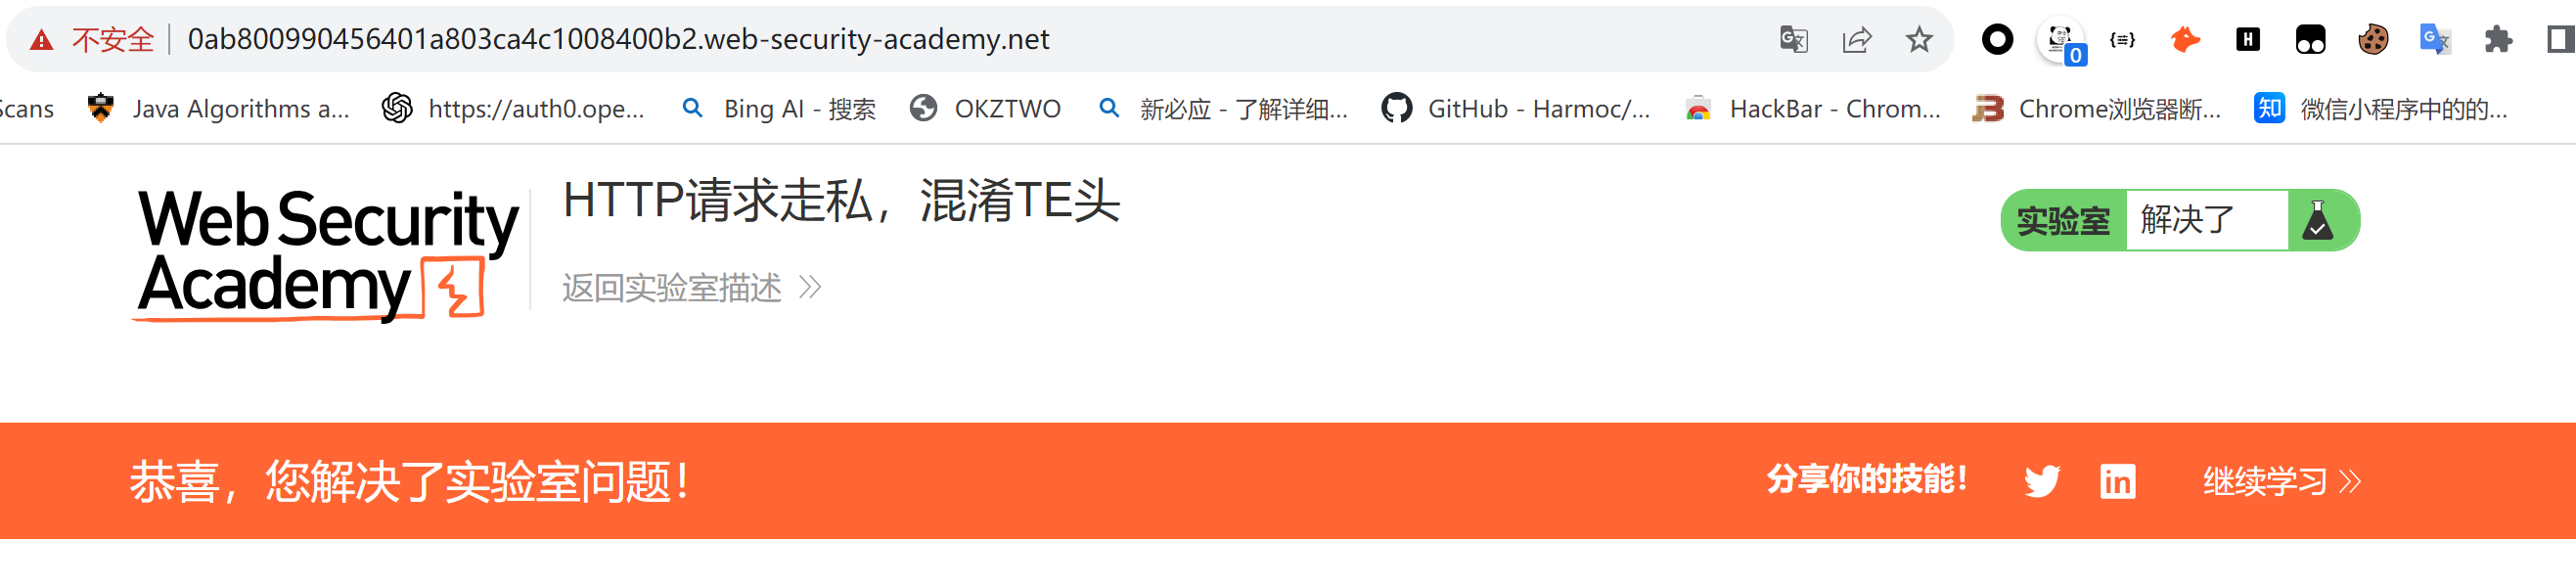 不安全 0ab800990456401a803ca4c1008400b2.web-security-academy.net
0
Scans Java Algorithms a... https://auth0.ope... Bing AI - 搜索 OKZTWO 新必应 - 了解详细... GitHub - Harmoc/... HackBar - Chrom... Chrome浏览器断... 知 微信小程序中的的...
Web Security
Academy
HTTP请求走私，混淆TE头
返回实验室描述
实验室 解决了
恭喜，您解决了实验室问题！
分享你的技能！ 继续学习